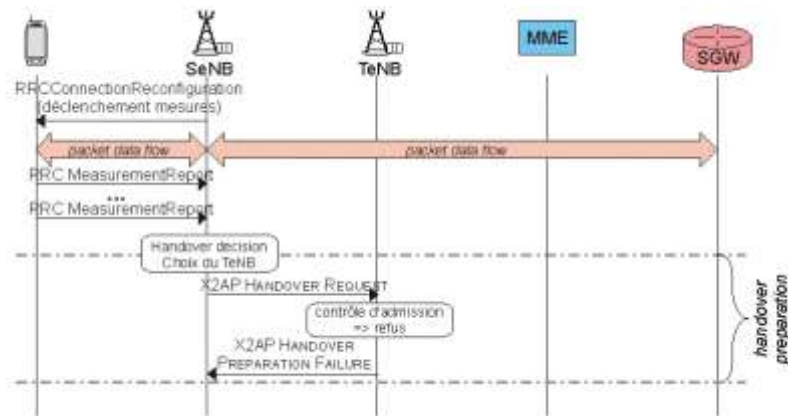 MME
SGW
SeNB
TeNB
RRCConnectionReconfiguration
(déclenchement mesures)
packet data flow
packet data flow
RRC MeasurementReport
...
RRC MeasurementReport
Handover decision
Choix du TeNB
X2AP HANDOVER REQUEST
contrôle d'admission
=> refus
X2AP HANDOVER
PREPARATION FAILURE
handover
preparation